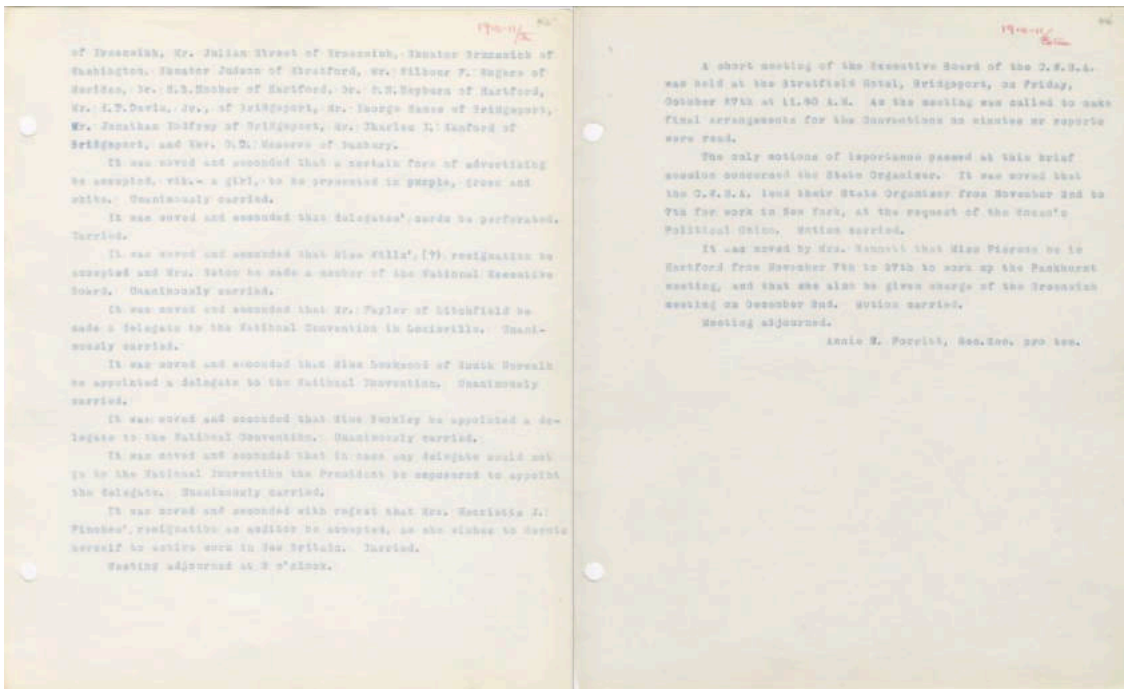 of Greenwich, Mr. Julian Street of Greenwich, Senator Brunswich of
Washington, Senator Judson of Stratford, Mr. Wilbur F. Rogers of
Meriden, Dr. of Hartford, Dr. Hepburn of Hartford,
Mr. Davis, Jr., of Bridgeport, Mr. George of Bridgeport,
Mr. Jonathan Godfrey of Bridgeport, Mr. Charles Sanford of
Bridgeport, and the of Danbury.
It was moved and seconded that a certain form of advertising
be accepted, viz.- a girl, to be presented in purple, green and
white. Unanimously carried.
It was moved and seconded that delegates', cards be perforated.
Carried.
It was moved and seconded that Miss (?) resignation be
accepted and Mrs. be made a member of the National Executive
Board. Unanimously carried.
It was moved and seconded that Mr. of Litchfield be
made a delegate to the National Convention in Louisville. Unani-
mously carried.
It was moved and seconded that Miss of South Norwalk
be appointed a delegate to the National Convention. Unanimously
carried.
It was moved and seconded that Miss be appointed a de-
legate to the National Convention. Unanimously carried.
It was moved and seconded that in case any delegate could not
go to the National Convention the President be empowered to appoint
the delegate. Unanimously carried.
It was moved and seconded with regret that Mrs. Henrietta J.
resignation as auditor be accepted, as she wishes to devote
herself to active work in New Britain. Carried.
Meeting adjourned at o'clock.
A short meeting of the Executive Board of the C.W.S.A.
was held at the Stratfield Hotel, Bridgeport, on Friday,
October 27th at 11.30 A.M. As the meeting was called to make
final arrangements for the Conventions no minutes or reports
were read.
The only motions of importance passed at this brief
session concerned the State Organizer. It was moved that
the C.W.S.A. lend their State Organizer from November 2nd to
7th for work in New York, at the request of the Women's
Political Union. Motion carried.
It was moved by Mrs. Bennett that Miss Pierson be in
Hartford from November 7th to 27th to work up the Pankhurst
meeting, and that she also be given charge of the Greenwich
meeting on December 2nd. Motion carried.
Meeting adjourned.
Annie G. Porritt, Sec. pro tem.